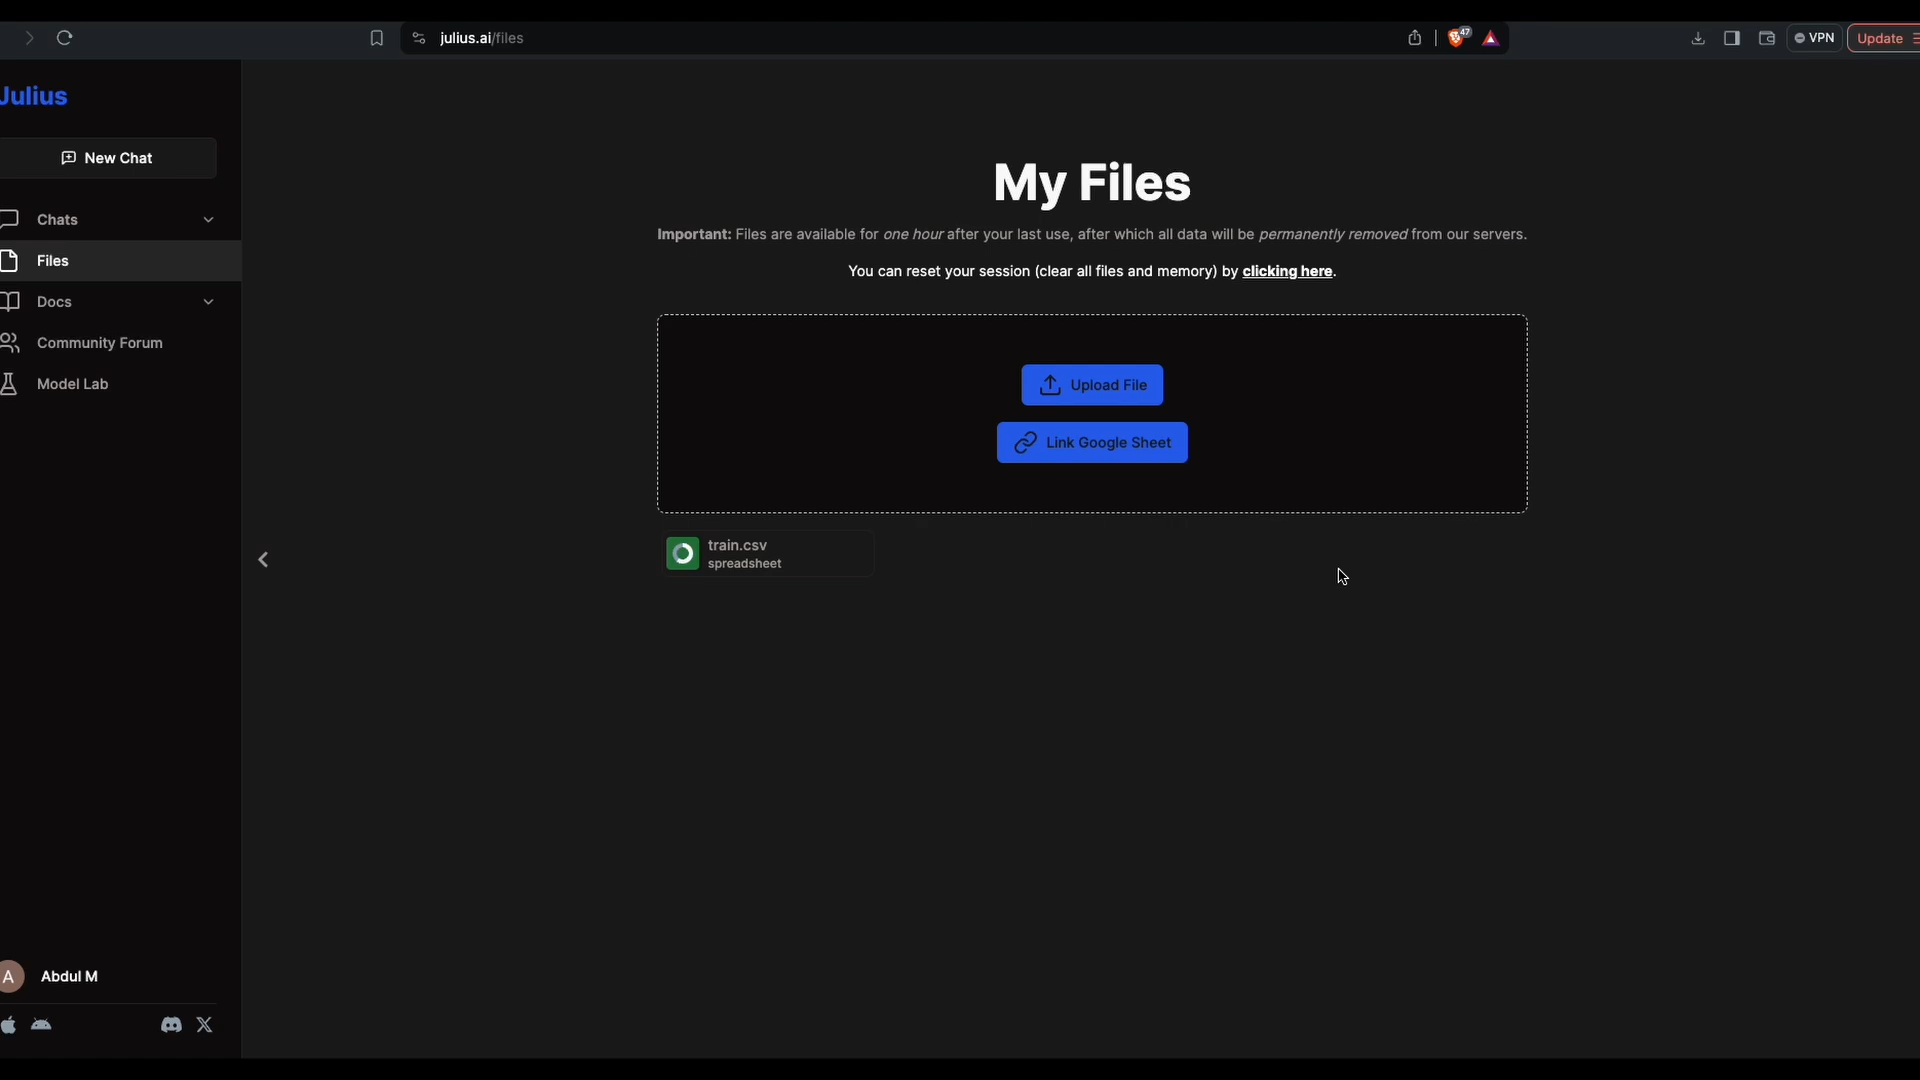 julius.ai/files
47
VPN
Update
Julius
New Chat
Chats
Files
Docs
Community Forum
Model Lab
My Files
Important: Files are available for one hour after your last use, after which all data will be permanently removed from our servers.
You can reset your session (clear all files and memory) by clicking here.
Upload File
Link Google Sheet
train.csv
spreadsheet
A
Abdul M